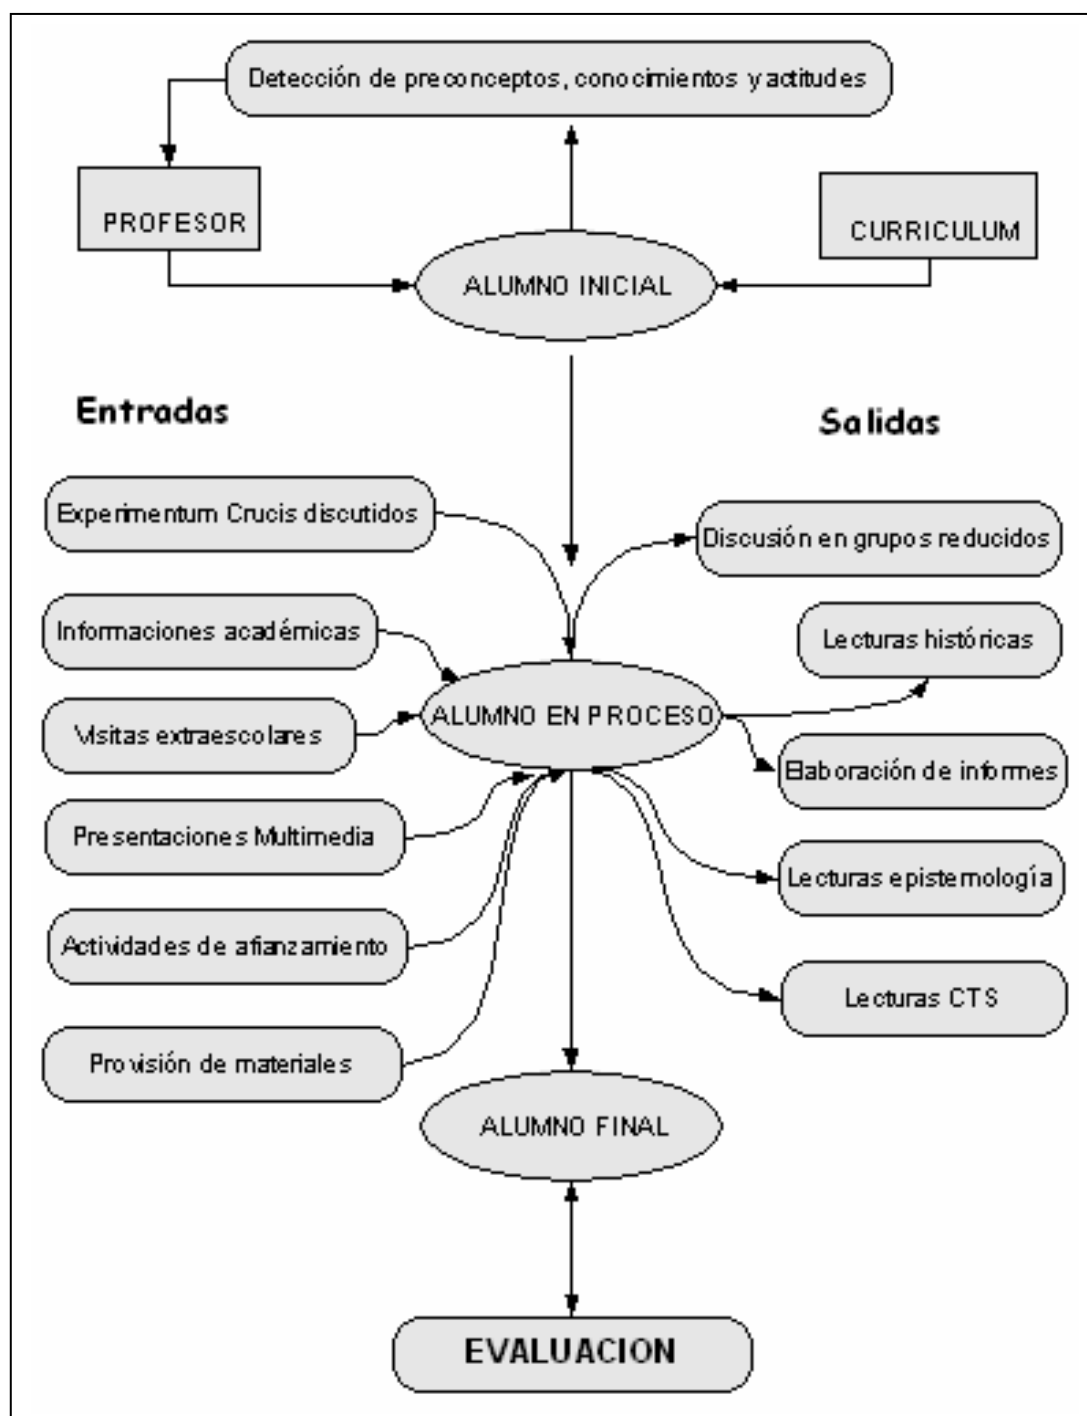 Detección de preconceptos, conocimientos y actitudes
PROFESOR
CURRICULUM
ALUMNO INICIAL
Entradas
Salidas
Experimentum Crucis discutidos
Discusión en grupos reducidos
Informaciones académicas
Lecturas históricas
Visitas extraescolares
ALUMNO EN PROCESO
Elaboración de informes
Presentaciones Multimedia
Lecturas epistemología
Actividades de afianzamiento
Lecturas CTS
Provisión de materiales
ALUMNO FINAL
EVALUACION